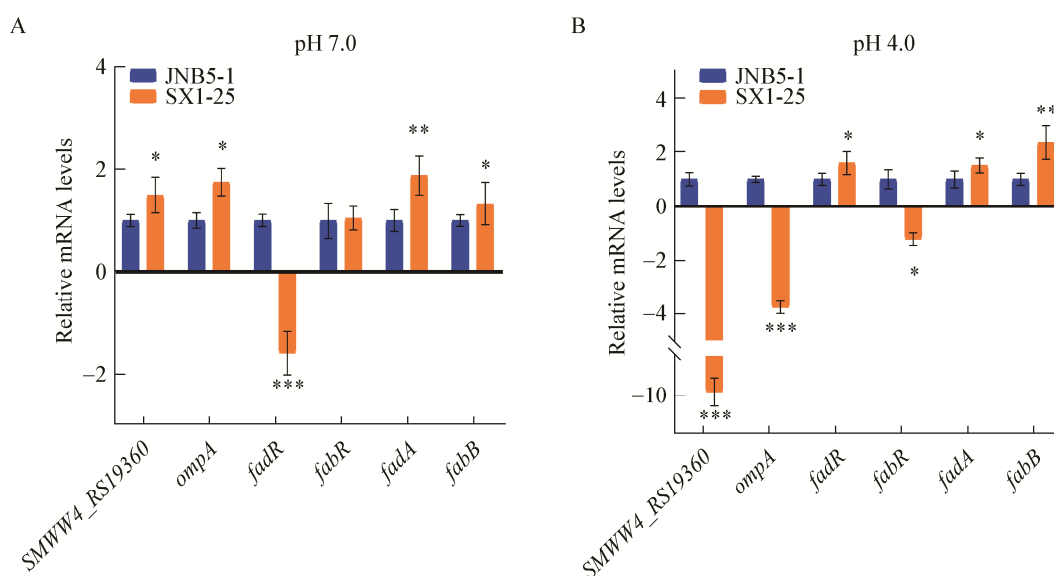 A
pH 7.0
JNB5-1
SX1-25
Relative mRNA levels
4
2
0
−2
*
*
***
**
*
SMWW4_RS19360
ompA
fadR
fabR
fadA
fabB
B
pH 4.0
JNB5-1
SX1-25
Relative mRNA levels
4
2
0
−2
−4
−10
***
***
*
*
*
**
SMWW4_RS19360
ompA
fadR
fabR
fadA
fabB